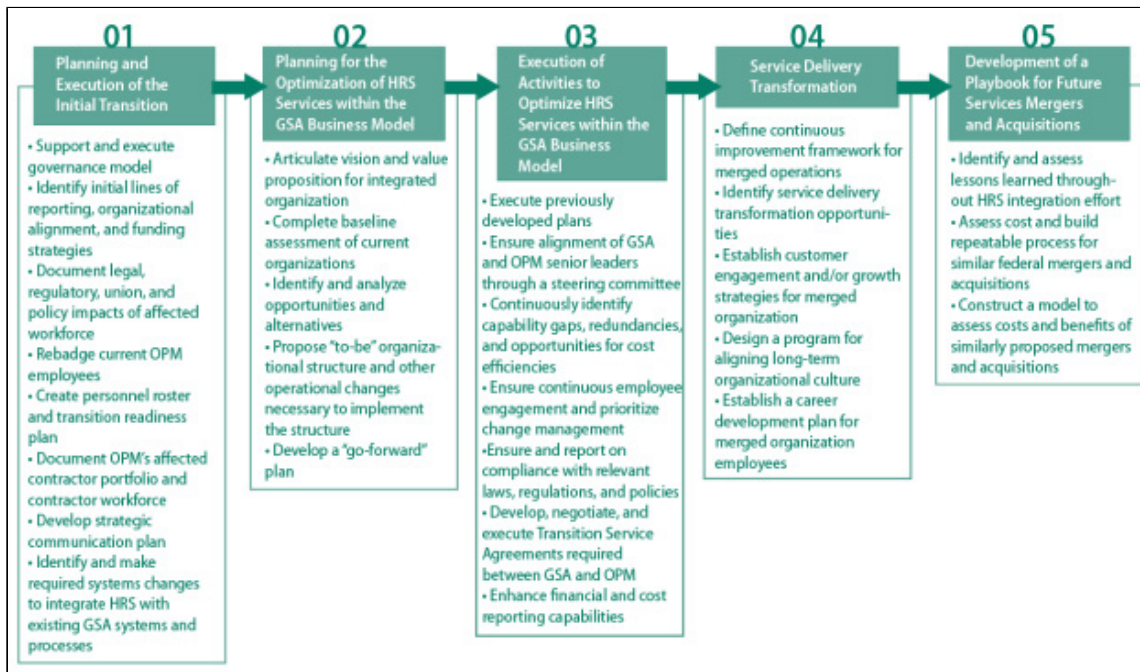 01
Planning and
Execution of the
Initial Transition
• Support and execute
governance model
• Identify initial lines of
reporting, organizational
alignment, and funding
strategies
• Document legal,
regulatory, union, and
policy impacts of affected
workforce
• Rebadge current OPM
employees
• Create personnel roster
and transition readiness
plan
• Document OPM's affected
contractor portfolio and
contractor workforce
• Develop strategic
communication plan
• Identify and make
required systems changes
to integrate HRS with
existing GSA systems and
processes
02
Planning for the
Optimization of HRS
Services within the
GSA Business Model
• Articulate vision and value
proposition for integrated
organization
• Complete baseline
assessment of current
organizations
• Identify and analyze
opportunities and
alternatives
• Propose "to-be" organiza-
tional structure and other
operational changes
necessary to implement
the structure
• Develop a "go-forward"
plan
03
Execution of
Activities to
Optimize HRS
Services within the
GSA Business
Model
• Execute previously
developed plans
• Ensure alignment of GSA
and OPM senior leaders
through a steering committee
• Continuously identify
capability gaps, redundancies,
and opportunities for cost
efficiencies
• Ensure continuous employee
engagement and prioritize
change management
•Ensure and report on
compliance with relevant
laws, regulations, and policies
• Develop, negotiate, and
execute Transition Service
Agreements required
between GSA and OPM
• Enhance financial and cost
reporting capabilities
04
Service Delivery
Transformation
• Define continuous
improvement framework for
merged operations
• Identify service delivery
transformation opportuni-
ties
• Establish customer
engagement and/or growth
strategies for merged
organization
• Design a program for
aligning long-term
organizational culture
• Establish a career
development plan for
merged organization
employees
05
Development of a
Playbook for Future
Services Mergers
and Acquisitions
• Identify and assess
lessons learned through-
out HRS integration effort
• Assess cost and build
repeatable process for
similar federal mergers and
acquisitions
• Construct a model to
assess costs and benefits of
similarly proposed mergers
and acquisitions